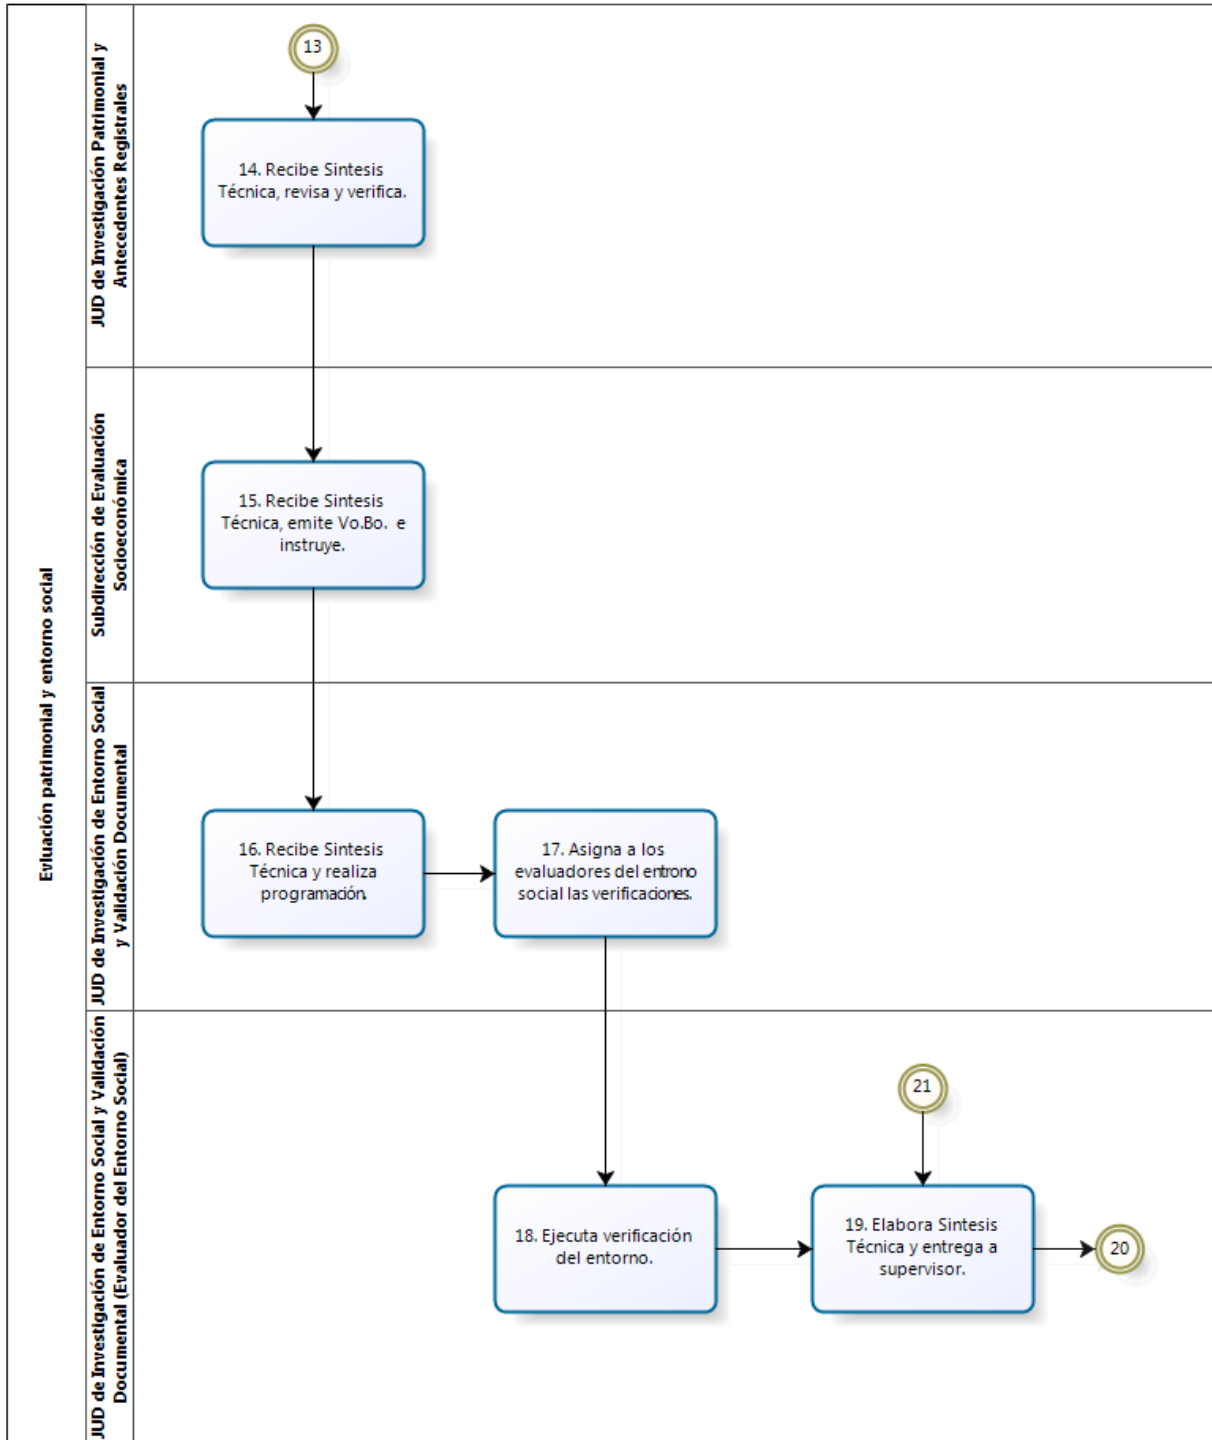 Evluación patrimonial y entorno social
JUD de Investigación Patrimonial y
Antecedentes Registrales
13
14. Recibe Sintesis
Técnica, revisa y verifica.
Subdirección de Evaluación
Socioeconómica
15. Recibe Sintesis
Técnica, emite Vo.Bo. e
instruye.
JUD de Investigación de Entorno Social
y Validación Documental
16. Recibe Sintesis
Técnica y realiza
programación.
17. Asigna a los
evaluadores del entrono
social las verificaciones.
JUD de Investigación de Entorno Social y Validación
Documental (Evaluador del Entorno Social)
18. Ejecuta verificación
del entorno.
21
19. Elabora Sintesis
Técnica y entrega a
supervisor.
20